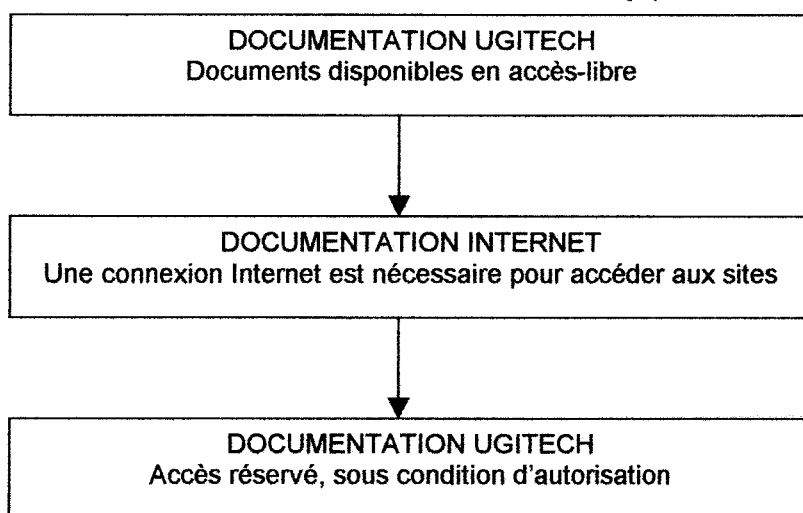 DOCUMENTATION UGITECH
Documents disponibles en accès-libre
DOCUMENTATION INTERNET
Une connexion Internet est nécessaire pour accéder aux sites
DOCUMENTATION UGITECH
Accès réservé, sous condition d'autorisation